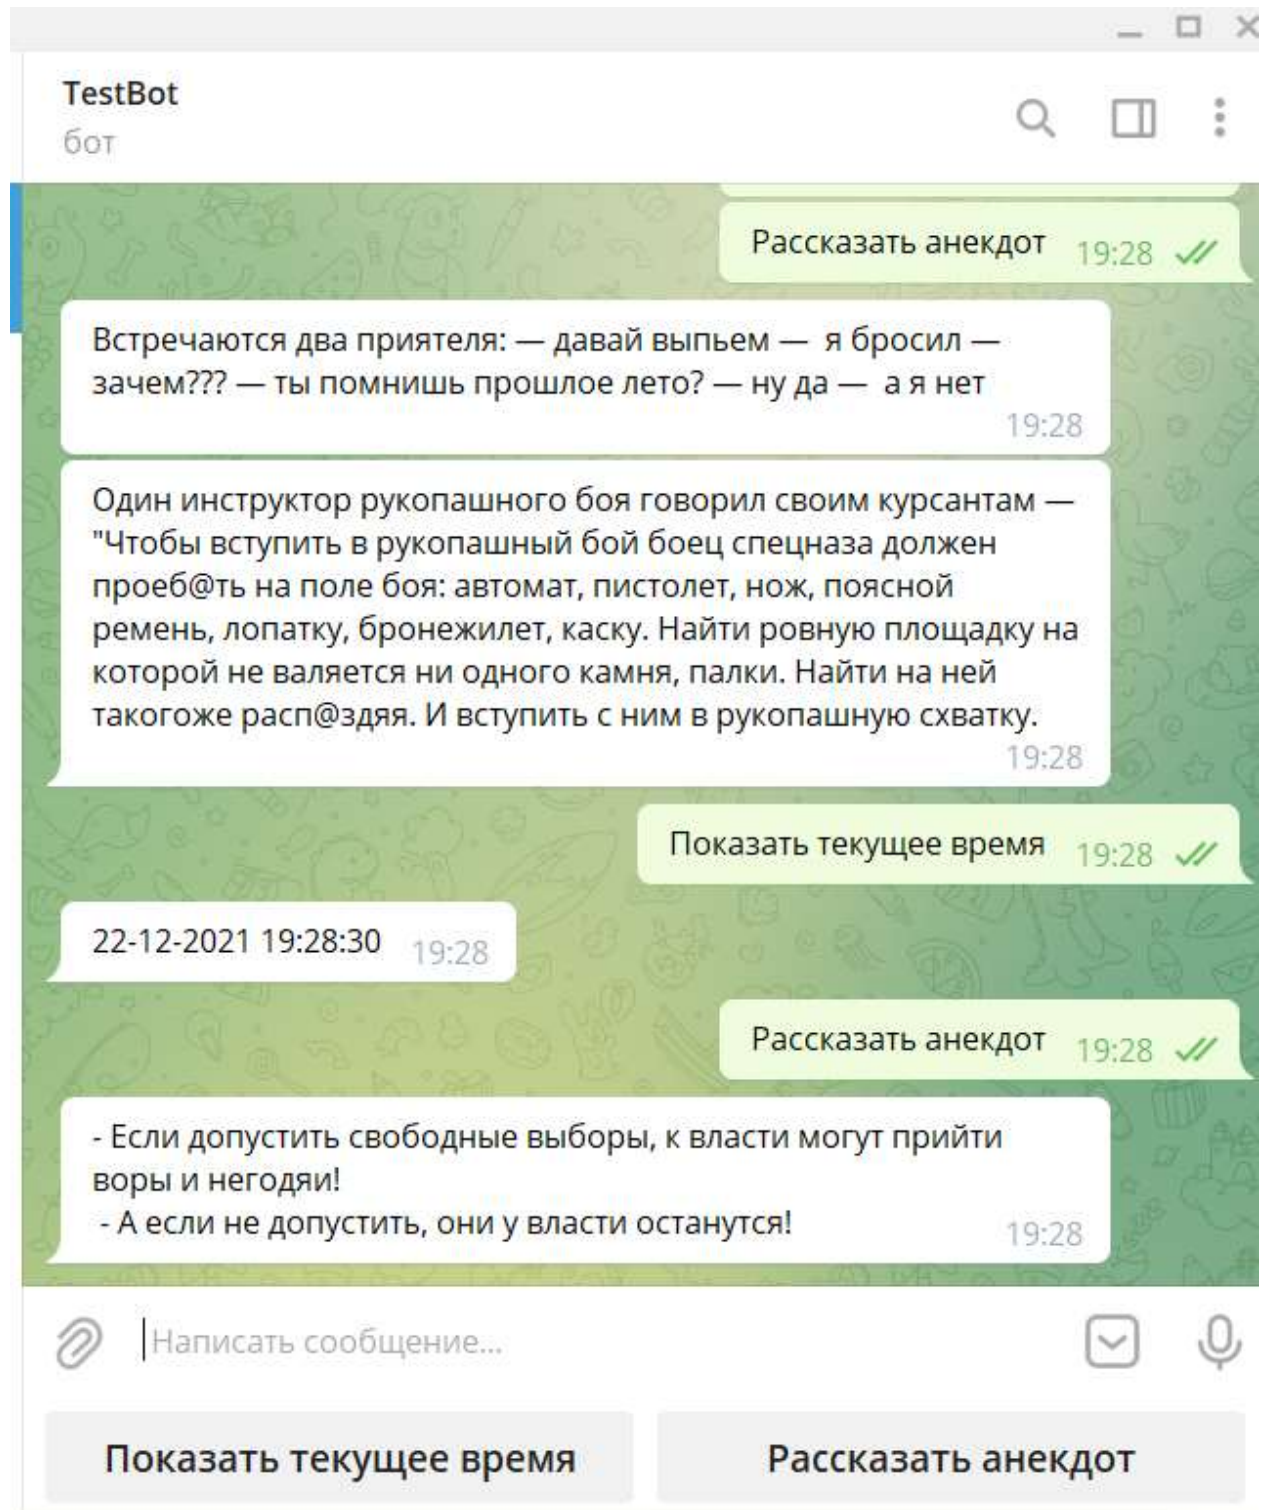 TestBot
бот
Рассказать анекдот 19:28
Встречаются два приятеля: — давай выпьем — я бросил —
зачем??? — ты помнишь прошлое лето? — ну да — а я нет
19:28
Один инструктор рукопашного боя говорил своим курсантам —
"Чтобы вступить в рукопашный бой боец спецназа должен
проеб@ть на поле боя: автомат, пистолет, нож, поясной
ремень, лопатку, бронежилет, каску. Найти ровную площадку на
которой не валяется ни одного камня, палки. Найти на ней
такогоже расп@здяя. И вступить с ним в рукопашную схватку.
19:28
Показать текущее время 19:28
22-12-2021 19:28:30 19:28
Рассказать анекдот 19:28
- Если допустить свободные выборы, к власти могут прийти
воры и негодяи!
- А если не допустить, они у власти останутся! 19:28
Написать сообщение...
Показать текущее время Рассказать анекдот